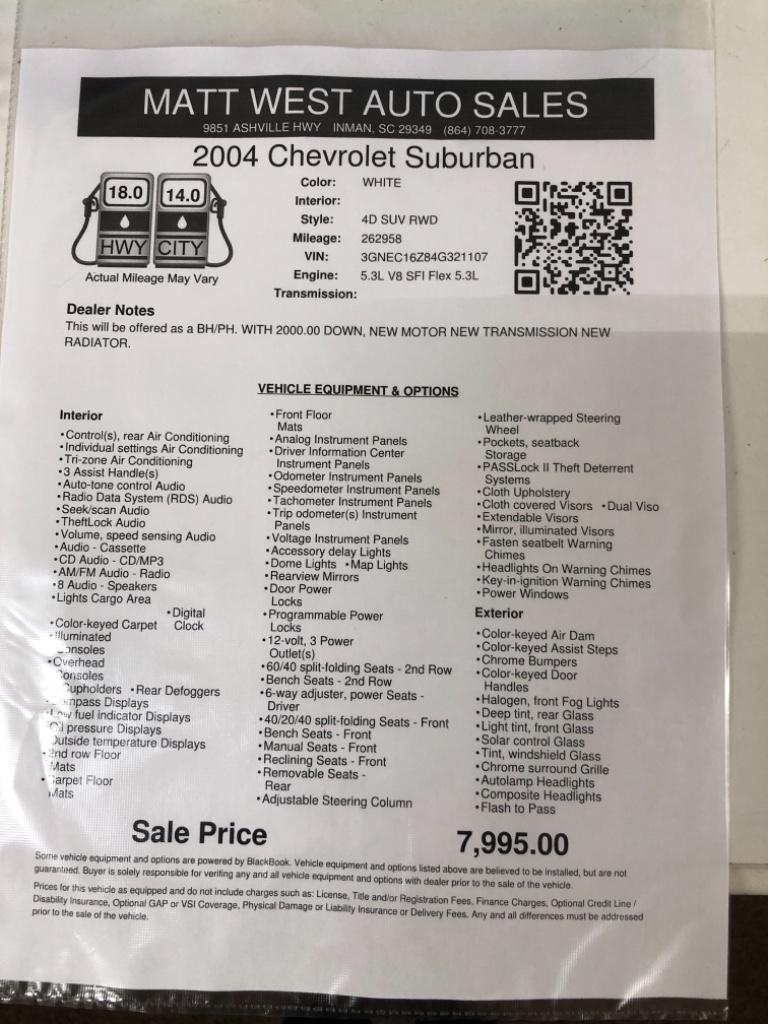 MATT WEST AUTO SALES
9851 ASHVILLE HWY INMAN, SC 29349 (864) 708-3777
2004 Chevrolet Suburban
18.0 14.0
HWY CITY
Actual Mileage May Vary
Color: WHITE
Interior:
Style: 4D SUV RWD
Mileage: 262958
VIN: 3GNEC16Z84G321107
Engine: 5.3L V8 SFI Flex 5.3L
Transmission:
Dealer Notes
This will be offered as a BH/PH. WITH 2000.00 DOWN, NEW MOTOR NEW TRANSMISSION NEW
RADIATOR.
VEHICLE EQUIPMENT & OPTIONS
Interior
•Control(s), rear Air Conditioning
•Individual settings Air Conditioning
•Tri-zone Air Conditioning
•3 Assist Handle(s)
•Auto-tone control Audio
•Radio Data System (RDS) Audio
•Seek/scan Audio
•TheftLock Audio
•Volume, speed sensing Audio
•Audio - Cassette
•CD Audio - CD/MP3
•AM/FM Audio - Radio
•8 Audio - Speakers
•Lights Cargo Area
•Digital
•Color-keyed Carpet Clock
•Illuminated
Consoles
•Overhead
Consoles
Cupholders •Rear Defoggers
Compass Displays
Low fuel indicator Displays
Oil pressure Displays
Outside temperature Displays
•2nd row Floor
Mats
•Carpet Floor
Mats
•Front Floor
Mats
•Analog Instrument Panels
•Driver Information Center
Instrument Panels
•Odometer Instrument Panels
•Speedometer Instrument Panels
•Tachometer Instrument Panels
•Trip odometer(s) Instrument
Panels
•Voltage Instrument Panels
•Accessory delay Lights
•Dome Lights •Map Lights
•Rearview Mirrors
•Door Power
Locks
•Programmable Power
Locks
•12-volt, 3 Power
Outlet(s)
•60/40 split-folding Seats - 2nd Row
•Bench Seats - 2nd Row
•6-way adjuster, power Seats -
Driver
•40/20/40 split-folding Seats - Front
•Bench Seats - Front
•Manual Seats - Front
•Reclining Seats - Front
•Removable Seats -
Rear
•Adjustable Steering Column
•Leather-wrapped Steering
Wheel
•Pockets, seatback
Storage
•PASSLock II Theft Deterrent
Systems
•Cloth Upholstery
•Cloth covered Visors •Dual Viso
•Extendable Visors
•Mirror, illuminated Visors
•Fasten seatbelt Warning
Chimes
•Headlights On Warning Chimes
•Key-in-ignition Warning Chimes
•Power Windows
Exterior
•Color-keyed Air Dam
•Color-keyed Assist Steps
•Chrome Bumpers
•Color-keyed Door
Handles
•Halogen, front Fog Lights
•Deep tint, rear Glass
•Light tint, front Glass
•Solar control Glass
•Tint, windshield Glass
•Chrome surround Grille
•Autolamp Headlights
•Composite Headlights
•Flash to Pass
Sale Price 7,995.00
Some vehicle equipment and options are powered by BlackBook. Vehicle equipment and options listed above are believed to be installed, but are not
guaranteed. Buyer is solely responsible for verifing any and all vehicle equipment and options with dealer prior to the sale of the vehicle.
Prices for this vehicle as equipped and do not include charges such as: License, Title and/or Registration Fees, Finance Charges, Optional Credit Line /
Disability Insurance, Optional GAP or VSI Coverage, Physical Damage or Liability Insurance or Delivery Fees. Any and all differences must be addressed
prior to the sale of the vehicle.